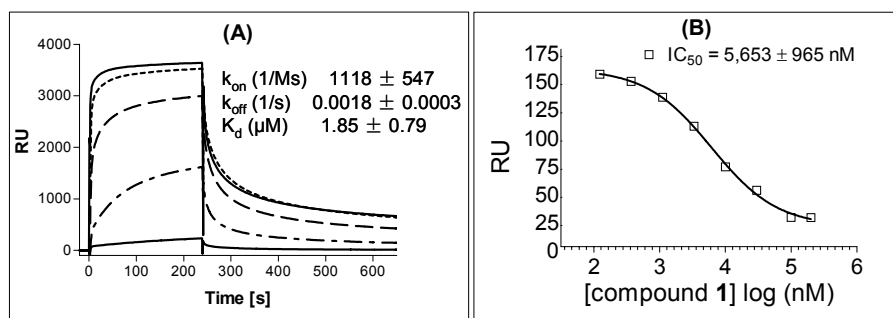 (A)
4000
3000
2000
1000
0
RU
k_on (1/Ms) 1118 ± 547
k_off (1/s) 0.0018 ± 0.0003
K_d (µM) 1.85 ± 0.79
0 100 200 300 400 500 600
Time [s]
(B)
IC50 = 5,653 ± 965 nM
175
150
125
100
75
50
25
0
RU
2 3 4 5 6
[compound 1] log (nM)